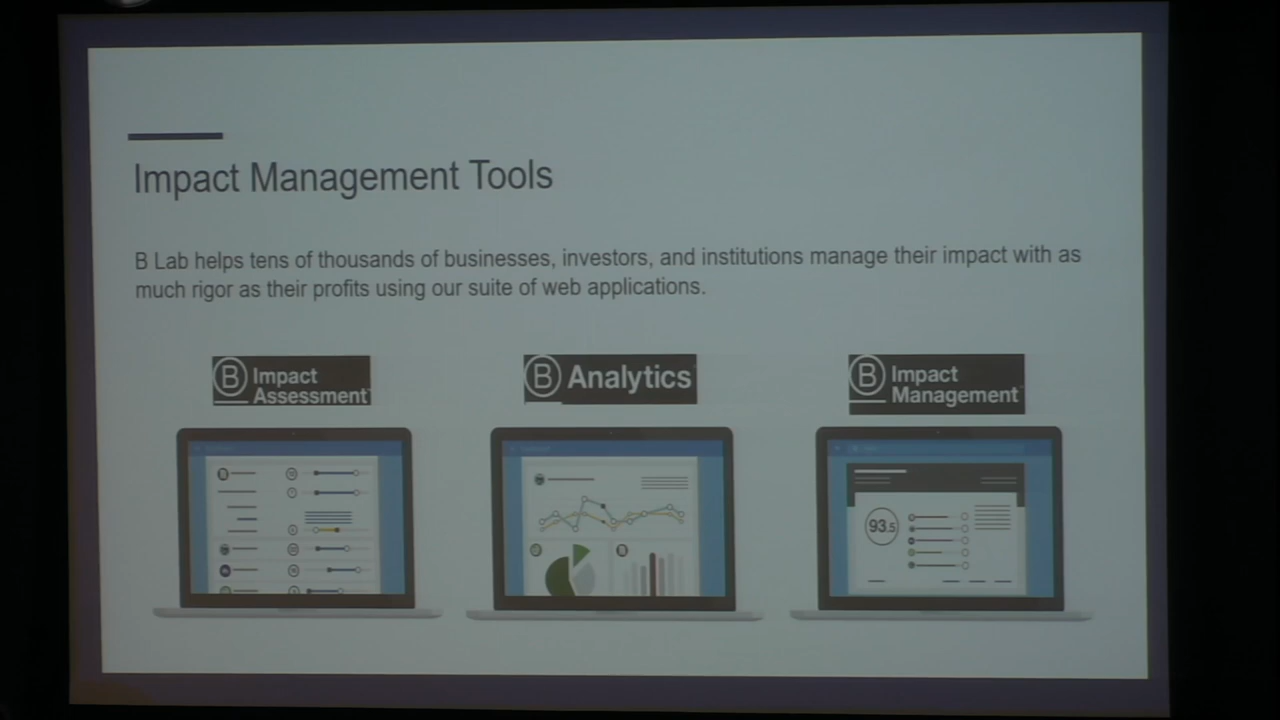 Impact Management Tools
B Lab helps tens of thousands of businesses, investors, and institutions manage their impact with as
much rigor as their profits using our suite of web applications.
B Impact
Assessment
B Analytics
B Impact
Management
93.5